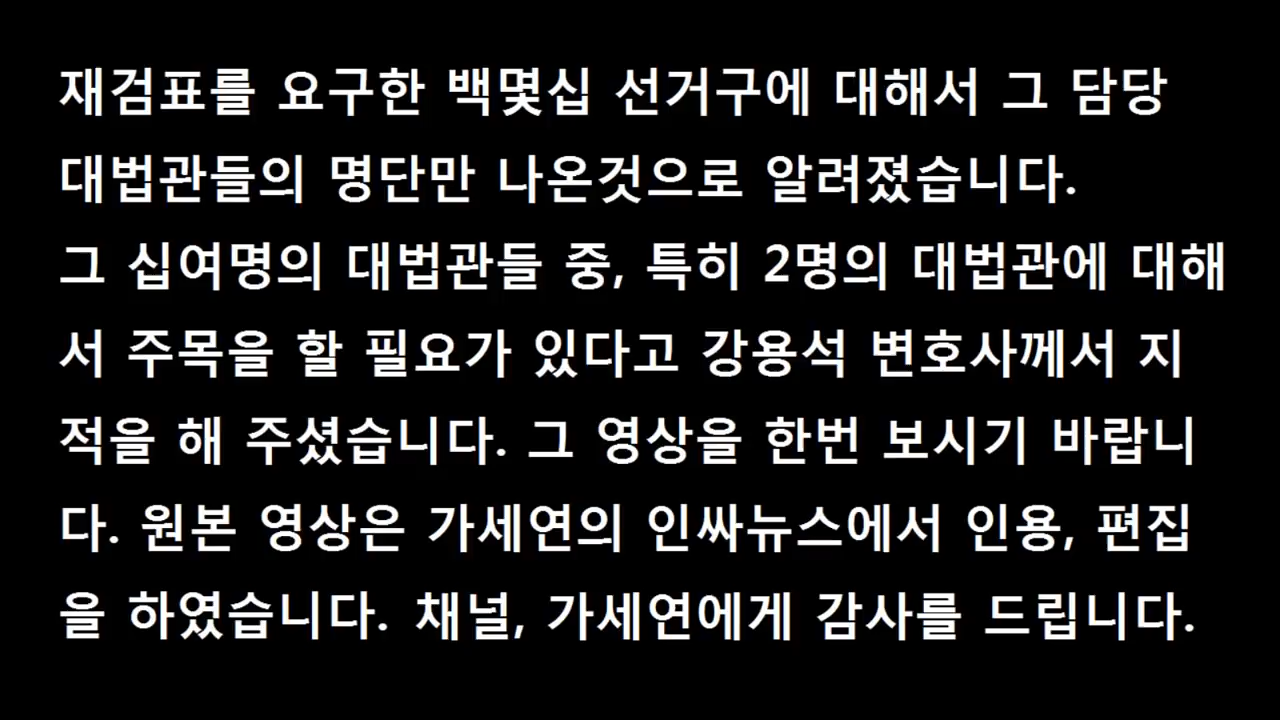 재검표를 요구한 백몇십 선거구에 대해서 그 담당
대법관들의 명단만 나온것으로 알려졌습니다.
그 십여명의 대법관들 중, 특히 2명의 대법관에 대해
서 주목을 할 필요가 있다고 강용석 변호사께서 지
적을 해 주셨습니다. 그 영상을 한번 보시기 바랍니
다. 원본 영상은 가세연의 인싸뉴스에서 인용, 편집
을 하였습니다. 채널, 가세연에게 감사를 드립니다.